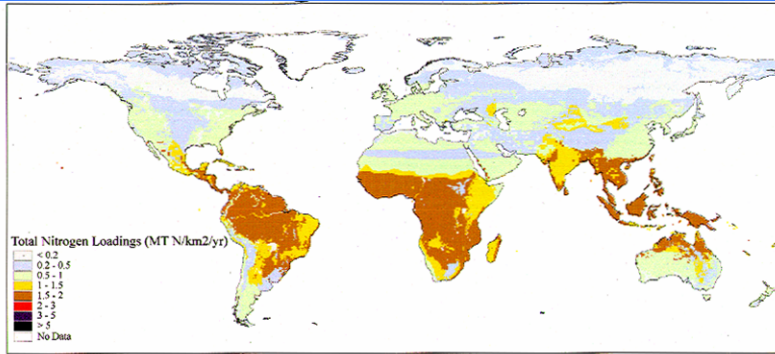 Total Nitrogen Loadings (MT N/km2/yr)
< 0.2
0.2 - 0.5
0.5 - 1
1 - 1.5
1.5 - 2
2 - 3
3 - 5
> 5
No Data